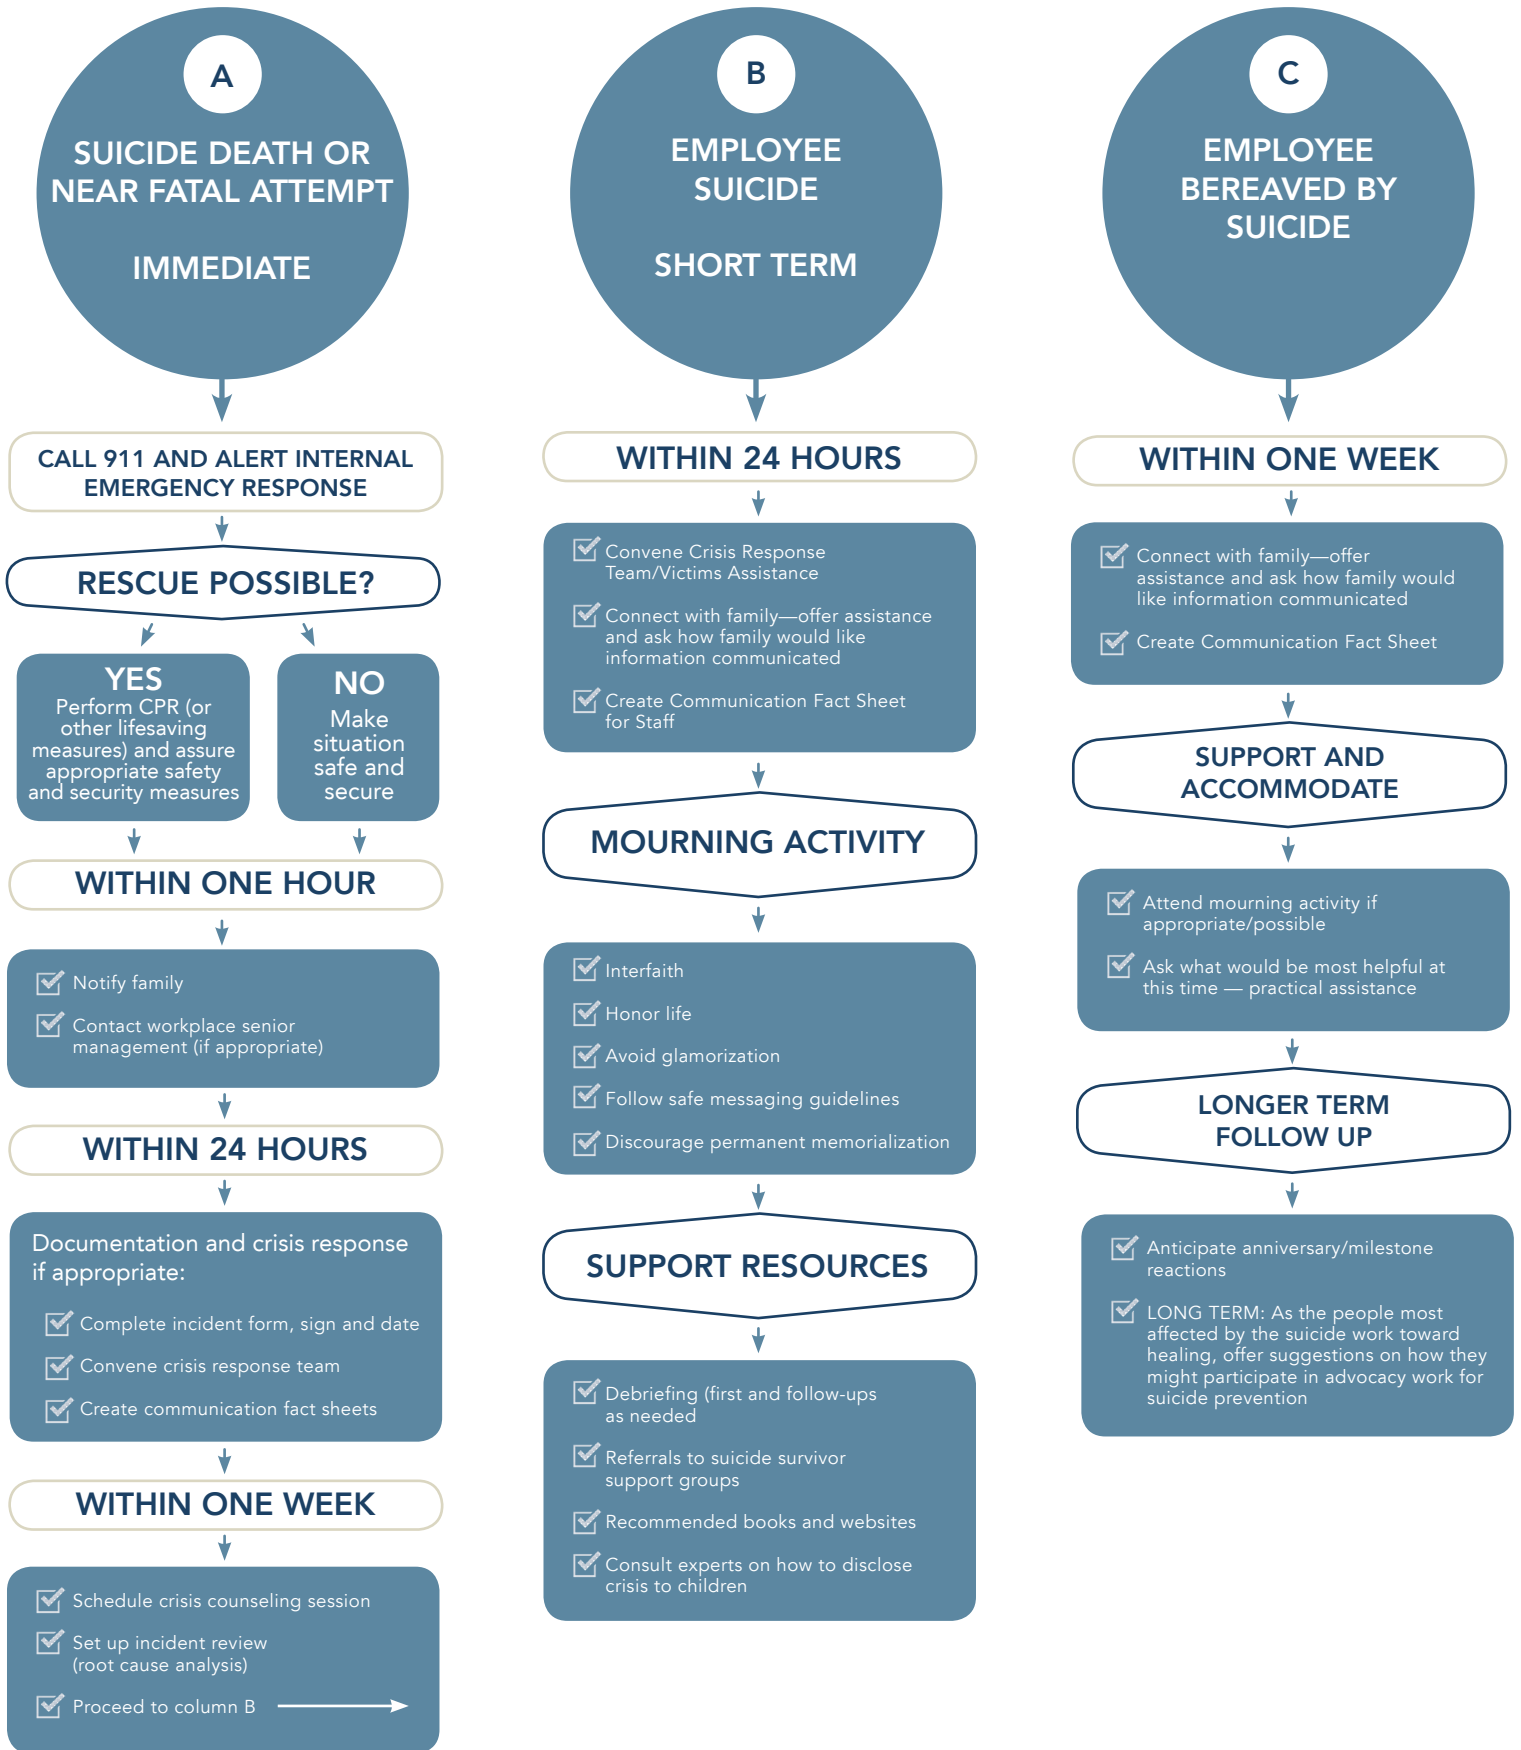 A
SUICIDE DEATH OR
NEAR FATAL ATTEMPT
IMMEDIATE
CALL 911 AND ALERT INTERNAL
EMERGENCY RESPONSE
RESCUE POSSIBLE?
YES
Perform CPR (or
other lifesaving
measures) and assure
appropriate safety
and security measures
NO
Make
situation
safe and
secure
WITHIN ONE HOUR
Notify family
Contact workplace senior
management (if appropriate)
WITHIN 24 HOURS
Documentation and crisis response
if appropriate:
Complete incident form, sign and date
Convene crisis response team
Create communication fact sheets
WITHIN ONE WEEK
Schedule crisis counseling session
Set up incident review
(root cause analysis)
Proceed to column B
B
EMPLOYEE
SUICIDE
SHORT TERM
WITHIN 24 HOURS
Convene Crisis Response
Team/Victims Assistance
Connect with family—offer assistance
and ask how family would like
information communicated
Create Communication Fact Sheet
for Staff
MOURNING ACTIVITY
Interfaith
Honor life
Avoid glamorization
Follow safe messaging guidelines
Discourage permanent memorialization
SUPPORT RESOURCES
Debriefing (first and follow-ups
as needed
Referrals to suicide survivor
support groups
Recommended books and websites
Consult experts on how to disclose
crisis to children
C
EMPLOYEE
BEREAVED BY
SUICIDE
WITHIN ONE WEEK
Connect with family—offer
assistance and ask how family would
like information communicated
Create Communication Fact Sheet
SUPPORT AND
ACCOMMODATE
Attend mourning activity if
appropriate/possible
Ask what would be most helpful at
this time — practical assistance
LONGER TERM
FOLLOW UP
Anticipate anniversary/milestone
reactions
LONG TERM: As the people most
affected by the suicide work toward
healing, offer suggestions on how they
might participate in advocacy work for
suicide prevention